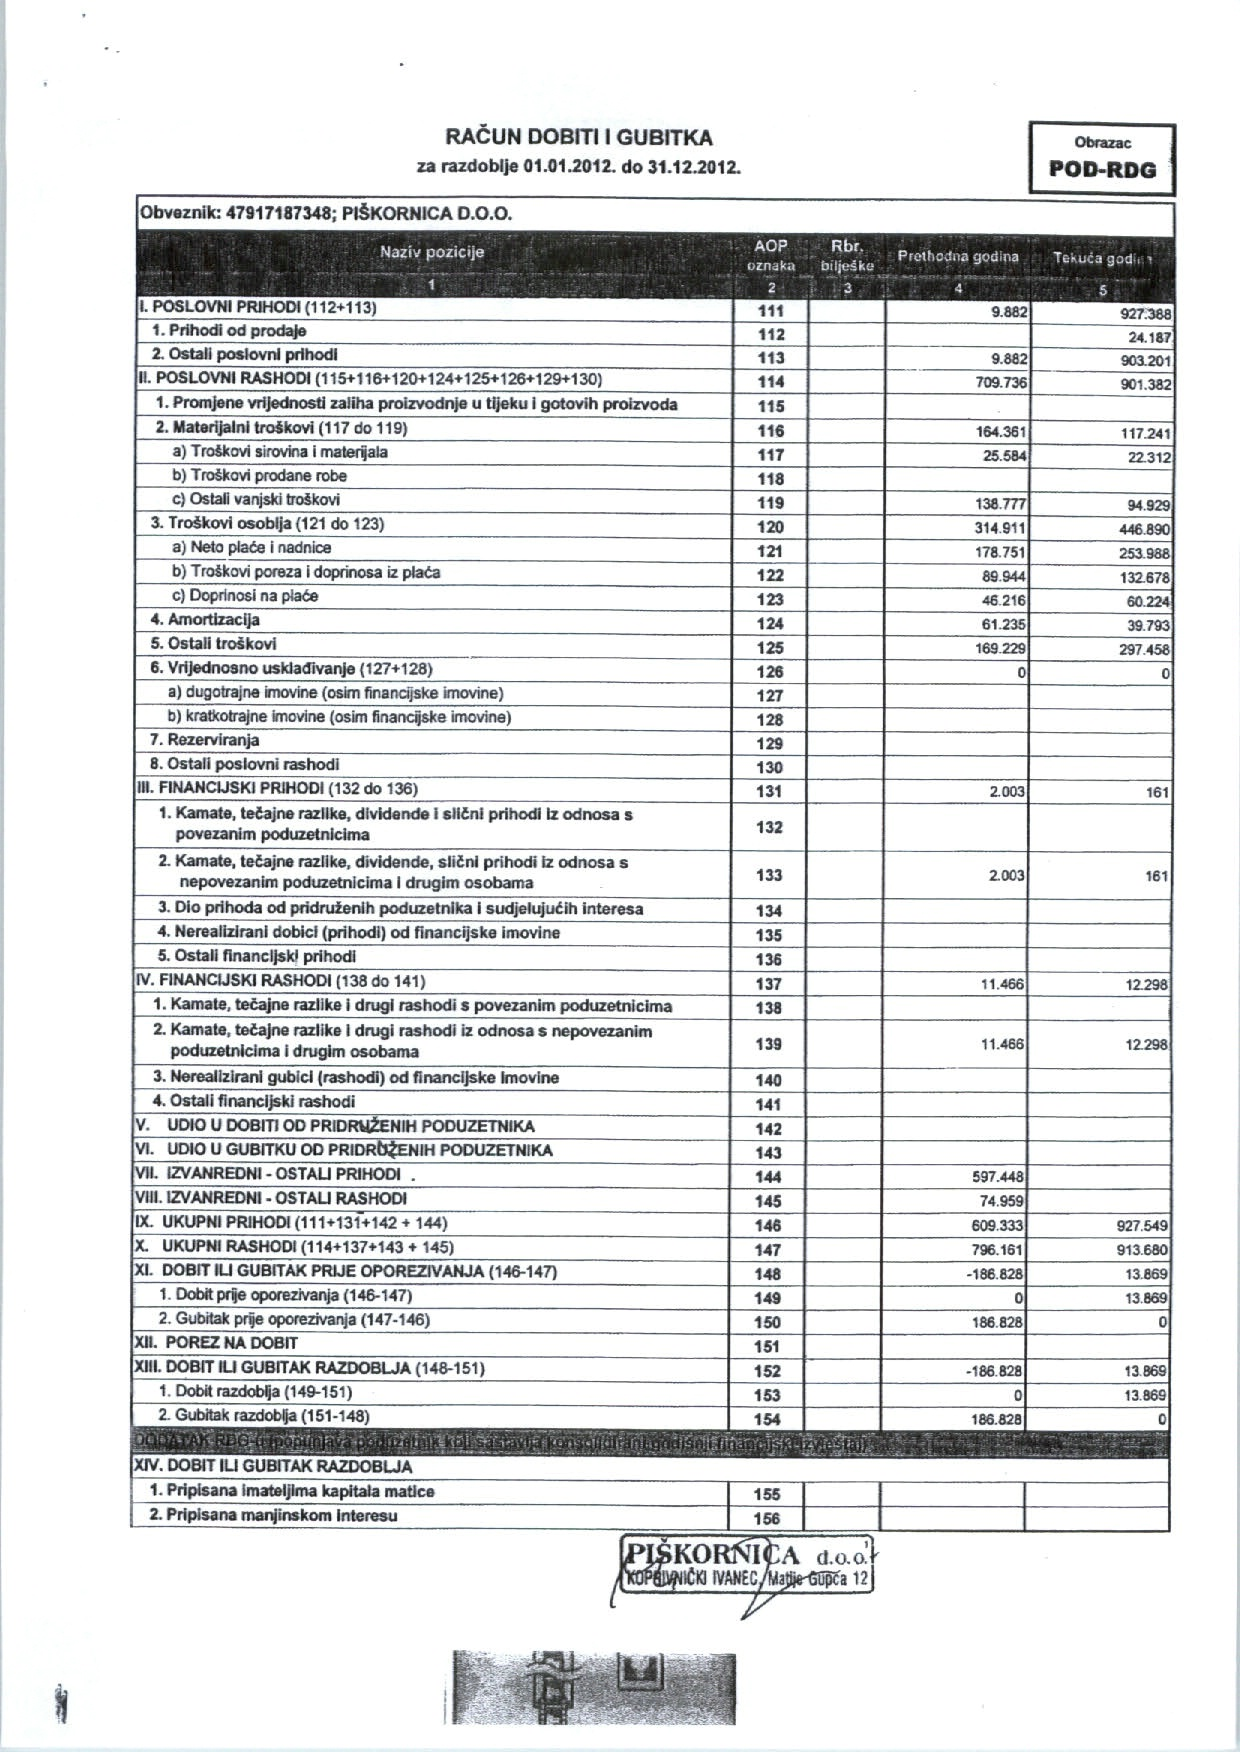 RAČUN DOBITI I GUBITKA
za razdoblje 01.01.2012. do 31.12.2012.
Obrazac
POD-RDG
Obveznik: 47917187348; PIŠKORNICA D.O.O.
Naziv pozicije AOP oznaka Rbr. bilješke Prethodna godina Tekuća godina
1 2 3 4 5
I. POSLOVNI PRIHODI (112+113) 111 9.882 927.388
1. Prihodi od prodaje 112 24.187
2. Ostali poslovni prihodi 113 9.882 903.201
II. POSLOVNI RASHODI (115+116+120+124+125+126+129+130) 114 709.736 901.382
1. Promjene vrijednosti zaliha proizvodnje u tijeku i gotovih proizvoda 115
2. Materijalni troškovi (117 do 119) 116 164.361 117.241
a) Troškovi sirovina i materijala 117 25.584 22.312
b) Troškovi prodane robe 118
c) Ostali vanjski troškovi 119 138.777 94.929
3. Troškovi osoblja (121 do 123) 120 314.911 446.890
a) Neto plaće i nadnice 121 178.751 253.988
b) Troškovi poreza i doprinosa iz plaća 122 89.944 132.678
c) Doprinosi na plaće 123 46.216 60.224
4. Amortizacija 124 61.235 39.793
5. Ostali troškovi 125 169.229 297.458
6. Vrijednosno usklađivanje (127+128) 126 0 0
a) dugotrajne imovine (osim financijske imovine) 127
b) kratkotrajne imovine (osim financijske imovine) 128
7. Rezerviranja 129
8. Ostali poslovni rashodi 130
III. FINANCIJSKI PRIHODI (132 do 136) 131 2.003 161
1. Kamate, tečajne razlike, dividende i slični prihodi iz odnosa s
povezanim poduzetnicima 132
2. Kamate, tečajne razlike, dividende, slični prihodi iz odnosa s
nepovezanim poduzetnicima i drugim osobama 133 2.003 161
3. Dio prihoda od pridruženih poduzetnika i sudjelujućih interesa 134
4. Nerealizirani dobici (prihodi) od financijske imovine 135
5. Ostali financijski prihodi 136
IV. FINANCIJSKI RASHODI (138 do 141) 137 11.466 12.298
1. Kamate, tečajne razlike i drugi rashodi s povezanim poduzetnicima 138
2. Kamate, tečajne razlike i drugi rashodi iz odnosa s nepovezanim
poduzetnicima i drugim osobama 139 11.466 12.298
3. Nerealizirani gubici (rashodi) od financijske imovine 140
4. Ostali financijski rashodi 141
V. UDIO U DOBITI OD PRIDRUŽENIH PODUZETNIKA 142
VI. UDIO U GUBITKU OD PRIDRUŽENIH PODUZETNIKA 143
VII. IZVANREDNI - OSTALI PRIHODI 144 597.448
VIII. IZVANREDNI - OSTALI RASHODI 145 74.959
IX. UKUPNI PRIHODI (111+131+142 + 144) 146 609.333 927.549
X. UKUPNI RASHODI (114+137+143 + 145) 147 796.161 913.680
XI. DOBIT ILI GUBITAK PRIJE OPOREZIVANJA (146-147) 148 -186.828 13.869
1. Dobit prije oporezivanja (146-147) 149 0 13.869
2. Gubitak prije oporezivanja (147-146) 150 186.828 0
XII. POREZ NA DOBIT 151
XIII. DOBIT ILI GUBITAK RAZDOBLJA (148-151) 152 -186.828 13.869
1. Dobit razdoblja (149-151) 153 0 13.869
2. Gubitak razdoblja (151-148) 154 186.828 0
DODATAK RDG-u (popunjava poduzetnik koji sastavlja konsolidirani godišnji financijski izvještaj)
XIV. DOBIT ILI GUBITAK RAZDOBLJA
1. Pripisana imateljima kapitala matice 155
2. Pripisana manjinskom interesu 156
PIŠKORNICA d.o.o.
KOPRIVNIČKI IVANEC, Matije Gupca 12